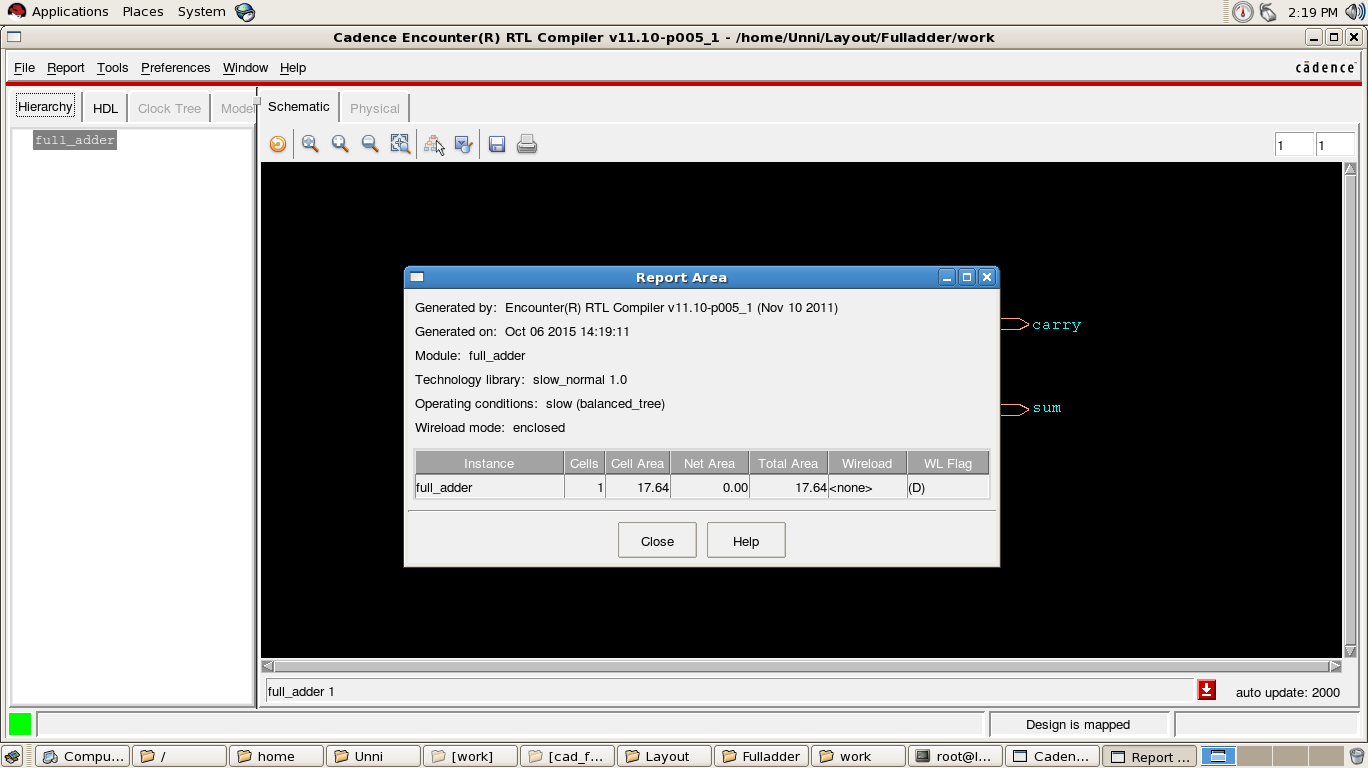 Applications Places System 2:19 PM
Cadence Encounter(R) RTL Compiler v11.10-p005_1 - /home/Unni/Layout/Fulladder/work
File Report Tools Preferences Window Help cādence
Hierarchy HDL Clock Tree Model Schematic Physical
full_adder
1 1
Report Area
Generated by: Encounter(R) RTL Compiler v11.10-p005_1 (Nov 10 2011)
Generated on: Oct 06 2015 14:19:11
Module: full_adder
Technology library: slow_normal 1.0
Operating conditions: slow (balanced_tree)
Wireload mode: enclosed
Instance Cells Cell Area Net Area Total Area Wireload WL Flag
full_adder 1 17.64 0.00 17.64 <none> (D)
Close Help
carry
sum
full_adder 1 auto update: 2000
Design is mapped
Compu... / home Unni [work] [cad_f... Layout Fulladder work root@l... Caden... Report ...